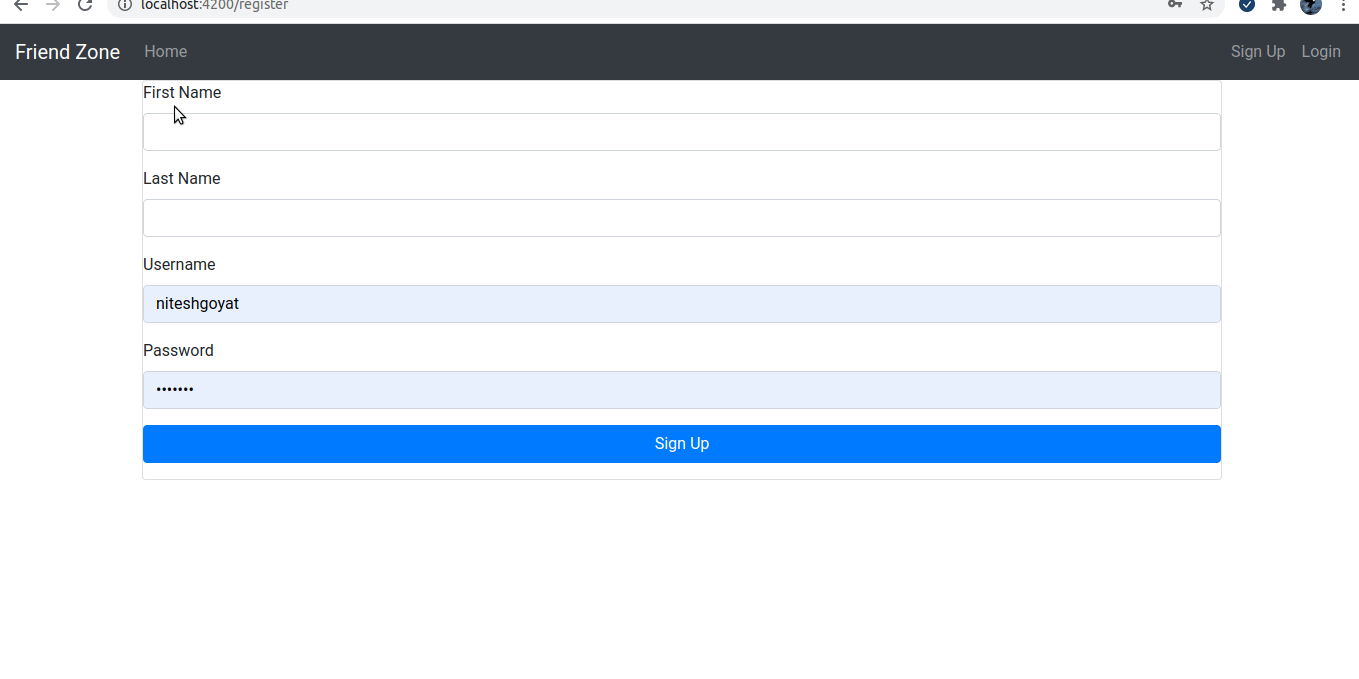 localhost:4200/register
Friend Zone Home Sign Up Login
First Name
Last Name
Username
niteshgoyat
Password
•••••••
Sign Up